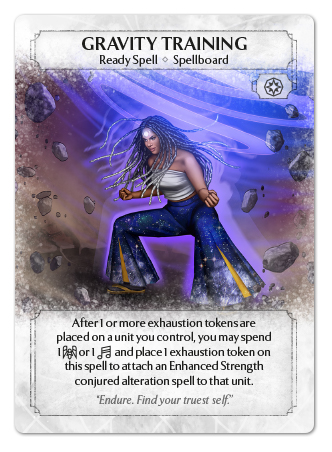 GRAVITY TRAINING
Ready Spell ◇ Spellboard
After 1 or more exhaustion tokens are
placed on a unit you control, you may spend
1 or 1 and place 1 exhaustion token on
this spell to attach an Enhanced Strength
conjured alteration spell to that unit.
"Endure. Find your truest self."